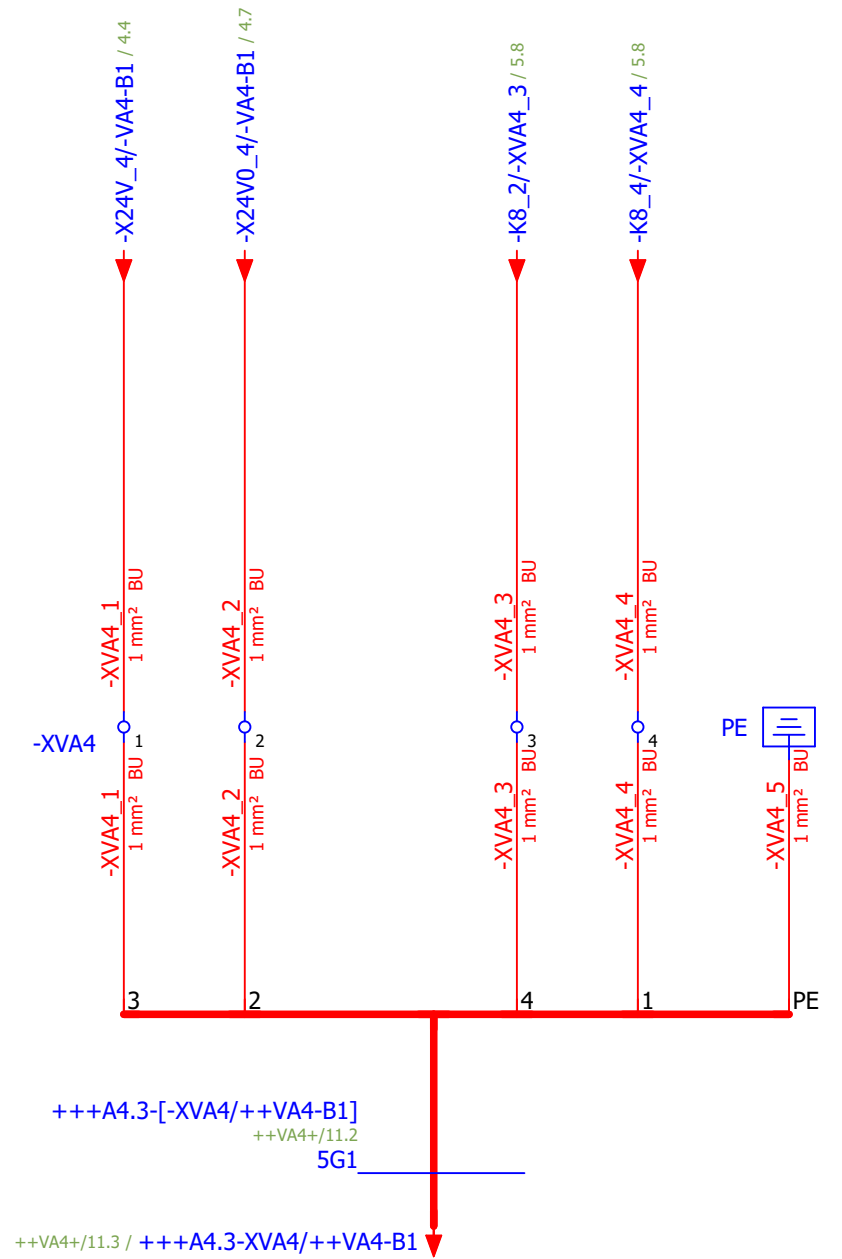 -X24V_4/-VA4-B1 / 4.4
-X24V0_4/-VA4-B1 / 4.7
-K8_2/-XVA4_3 / 5.8
-K8_4/-XVA4_4 / 5.8
-XVA4_1
1 mm² BU
-XVA4_2
1 mm² BU
-XVA4_3
1 mm² BU
-XVA4_4
1 mm² BU
-XVA4
1
2
3
4
PE
-XVA4_1
1 mm² BU
-XVA4_2
1 mm² BU
-XVA4_3
1 mm² BU
-XVA4_4
1 mm² BU
-XVA4_5
1 mm² BU
3
2
4
1
PE
+++A4.3-[-XVA4/++VA4-B1]
++VA4+/11.2
5G1
++VA4+/11.3 / +++A4.3-XVA4/++VA4-B1